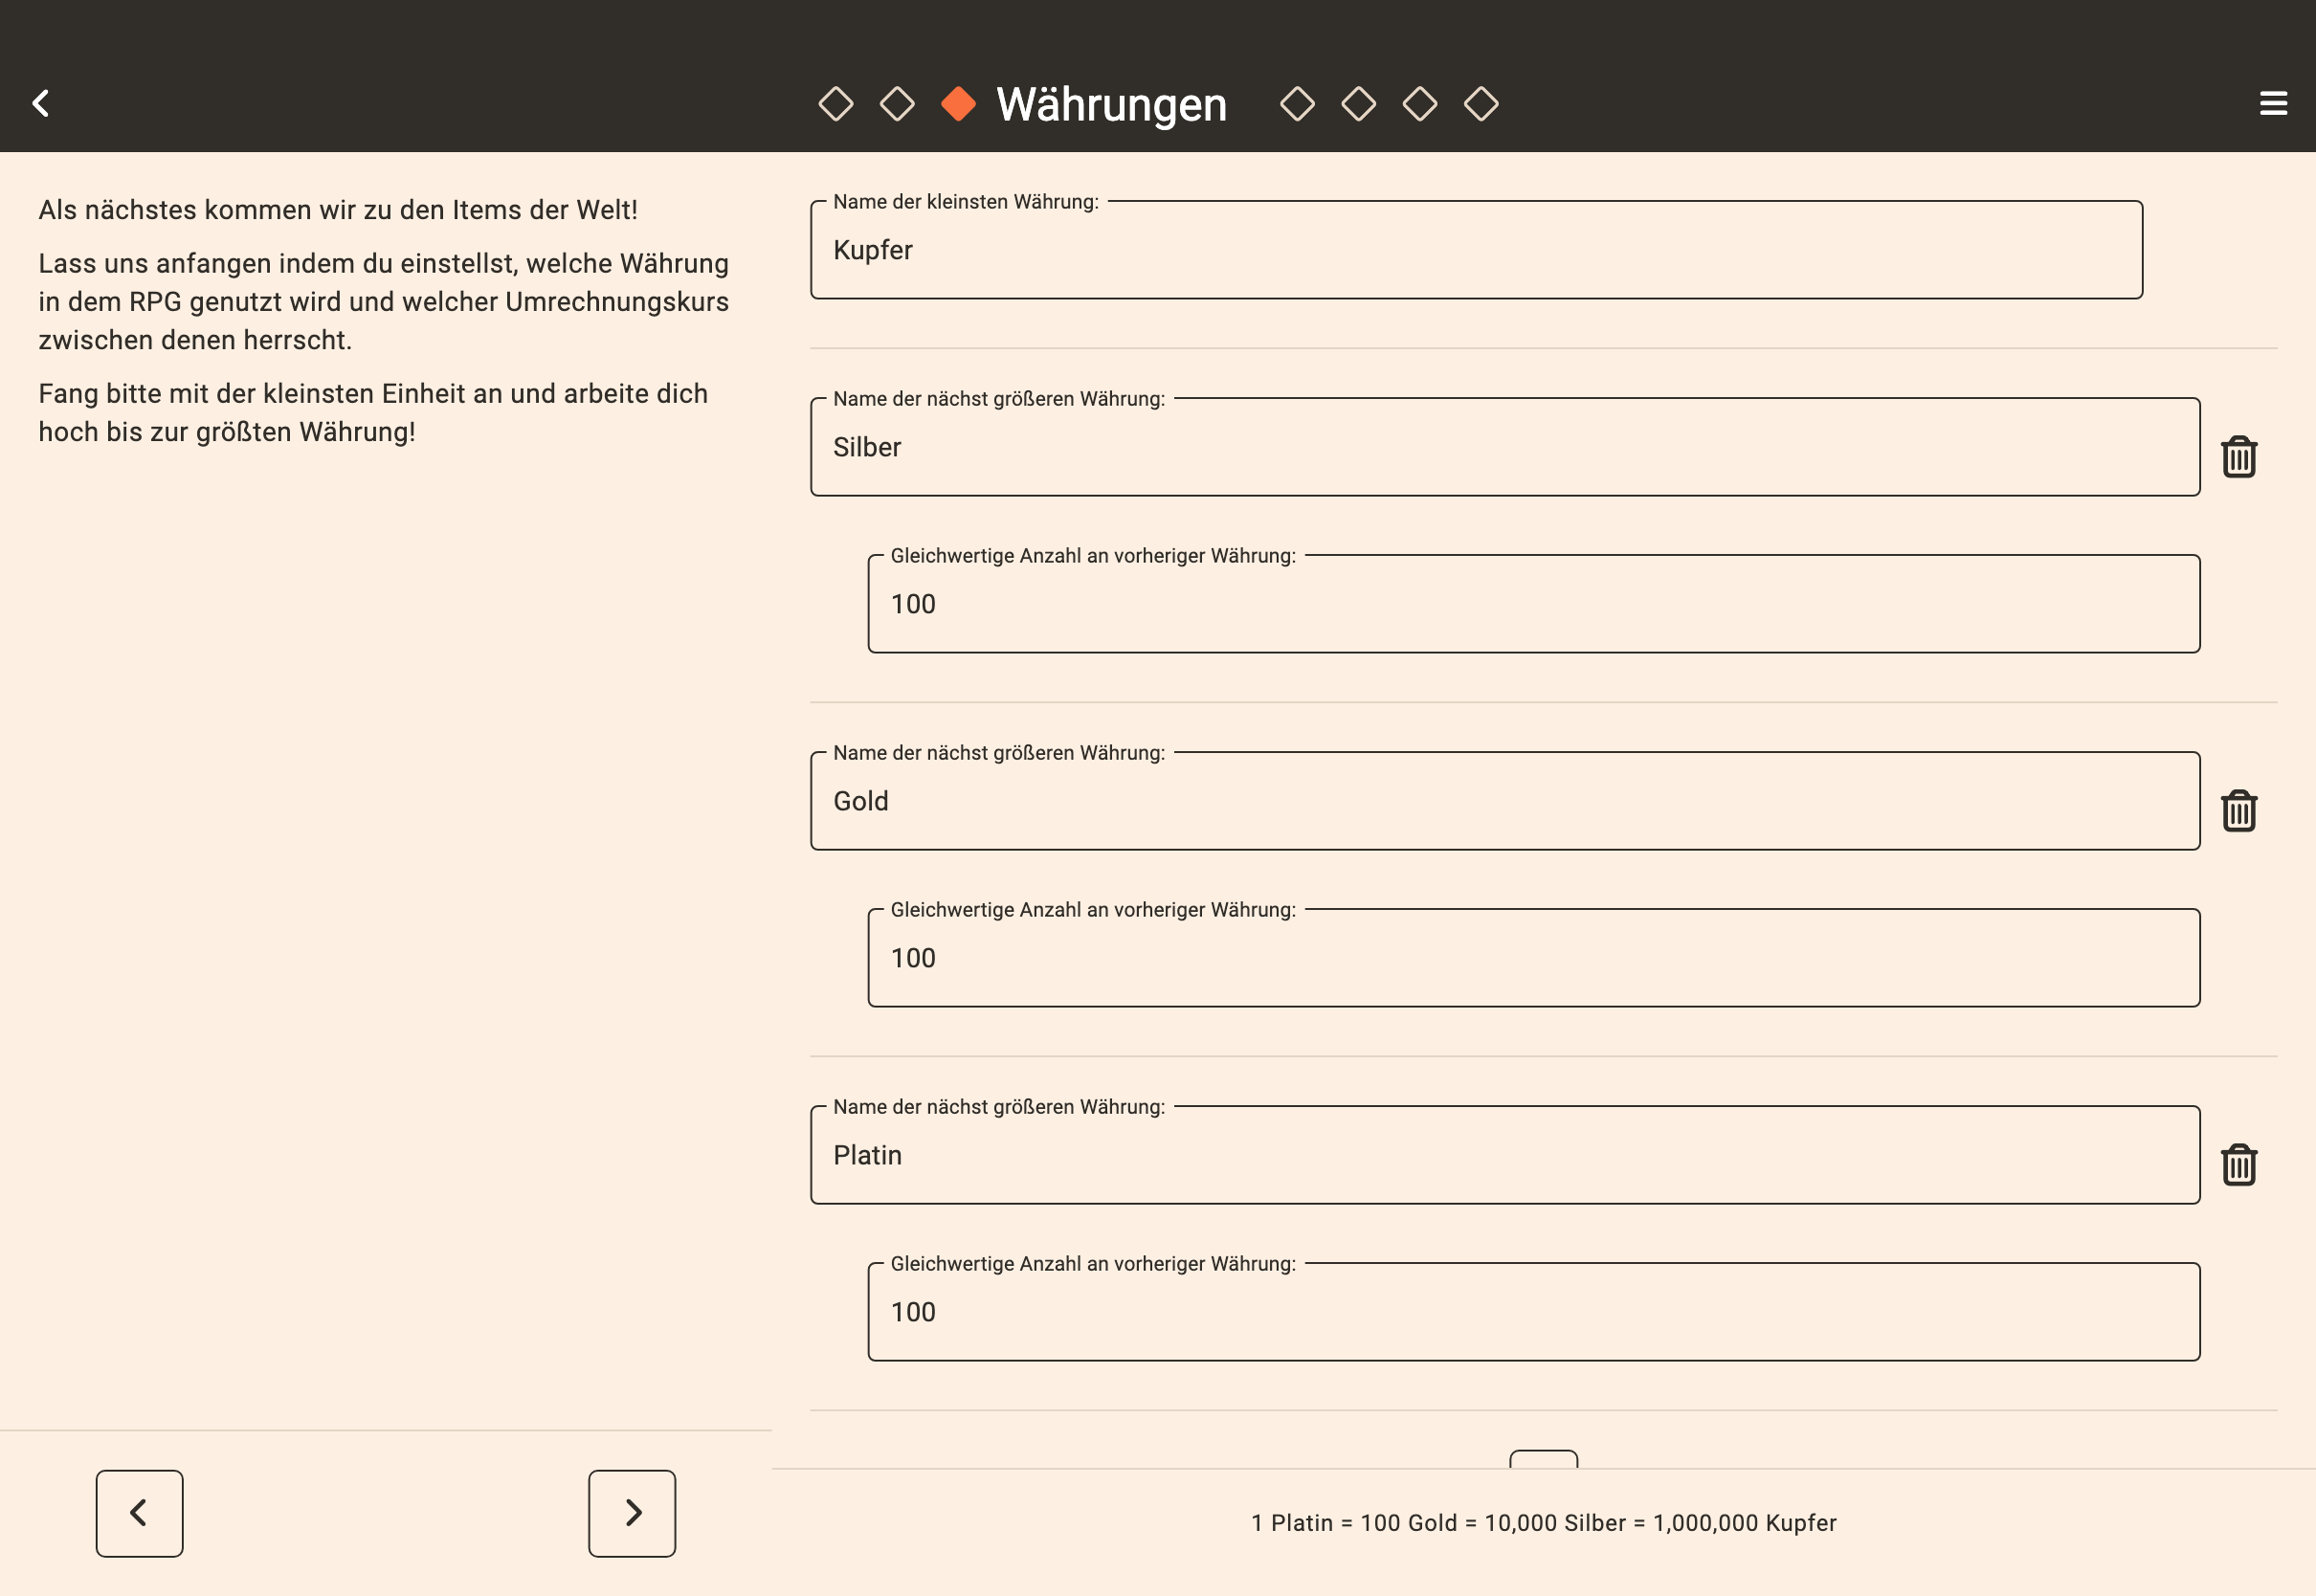 Währungen
Als nächstes kommen wir zu den Items der Welt!
Lass uns anfangen indem du einstellst, welche Währung
in dem RPG genutzt wird und welcher Umrechnungskurs
zwischen denen herrscht.
Fang bitte mit der kleinsten Einheit an und arbeite dich
hoch bis zur größten Währung!
Name der kleinsten Währung:
Kupfer
Name der nächst größeren Währung:
Silber
Gleichwertige Anzahl an vorheriger Währung:
100
Name der nächst größeren Währung:
Gold
Gleichwertige Anzahl an vorheriger Währung:
100
Name der nächst größeren Währung:
Platin
Gleichwertige Anzahl an vorheriger Währung:
100
1 Platin = 100 Gold = 10,000 Silber = 1,000,000 Kupfer